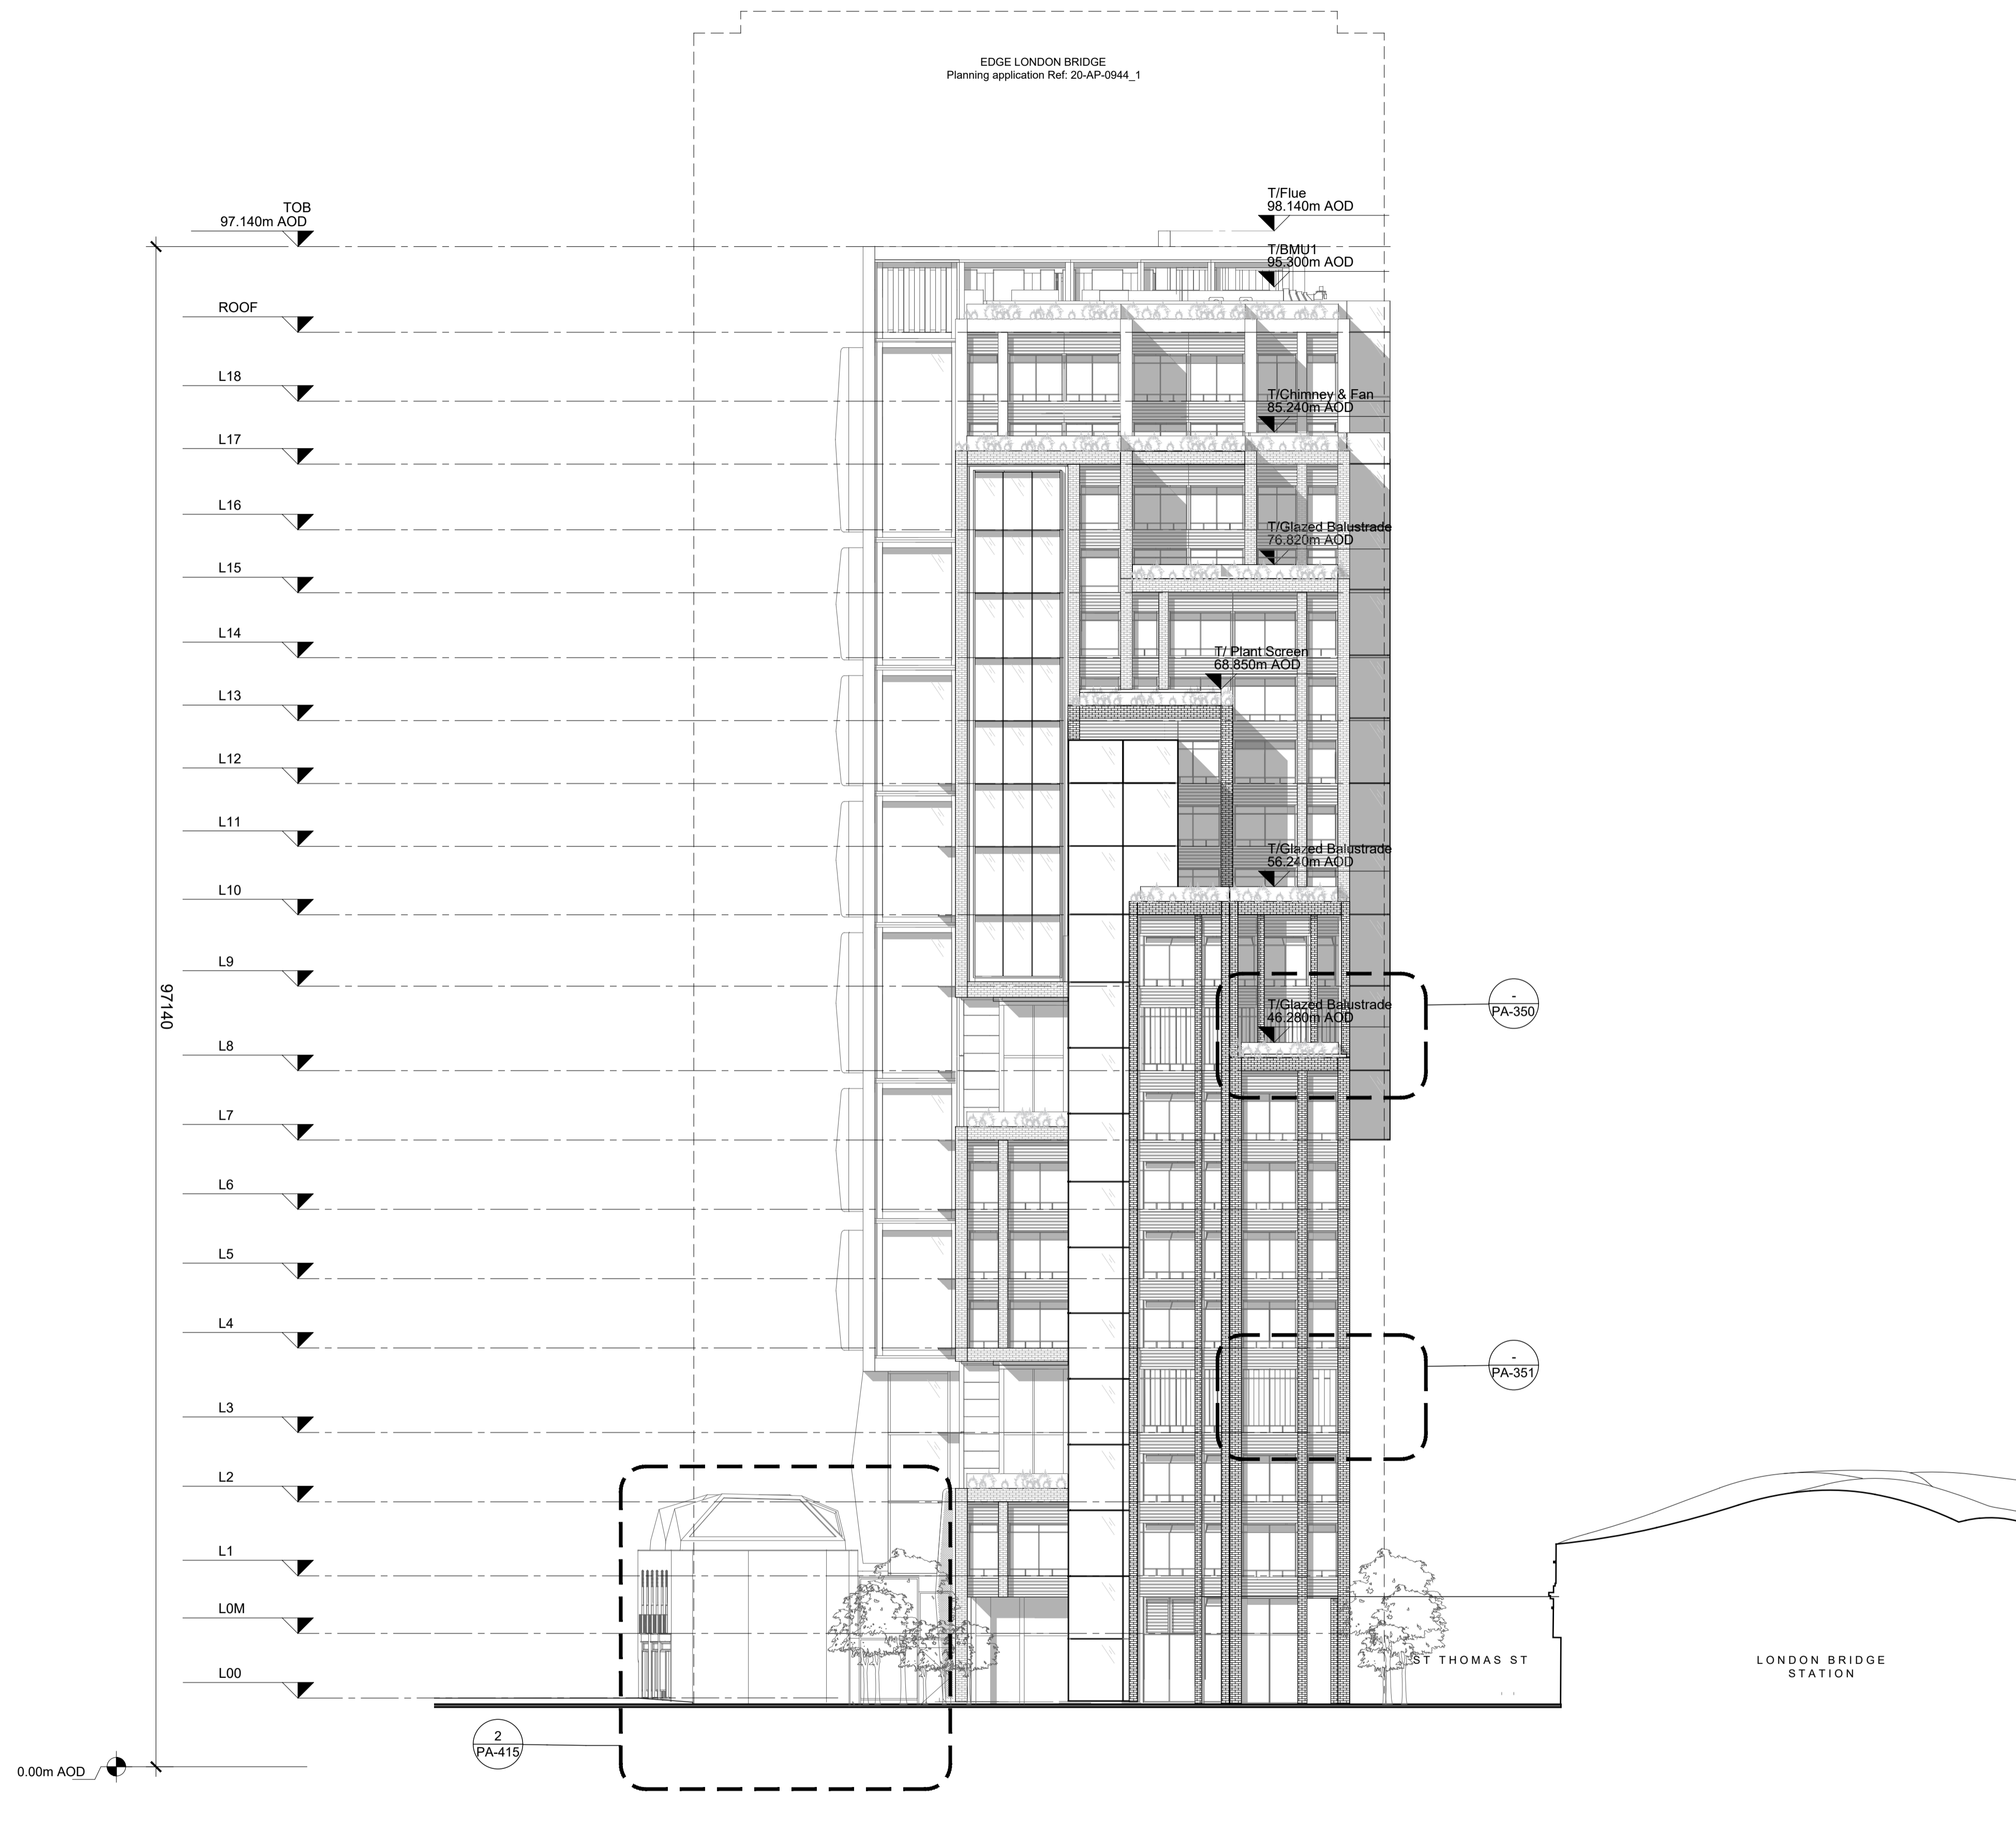 EDGE LONDON BRIDGE
Planning application Ref: 20-AP-0944_1
T/Flue
98.140m AOD
TOB
97.140m AOD
T/BMU1
95.300m AOD
ROOF
L18
T/Chimney & Fan
85.240m AOD
L17
L16
T/Glazed Balustrade
76.820m AOD
L15
L14
T/ Plant Screen
68.850m AOD
L13
L12
L11
T/Glazed Balustrade
56.240m AOD
L10
L9
97140
T/Glazed Balustrade
46.280m AOD
-
PA-350
L8
L7
L6
L5
L4
-
PA-351
L3
L2
L1
L0M
ST THOMAS ST
LONDON BRIDGE
STATION
L00
2
PA-415
0.00m AOD